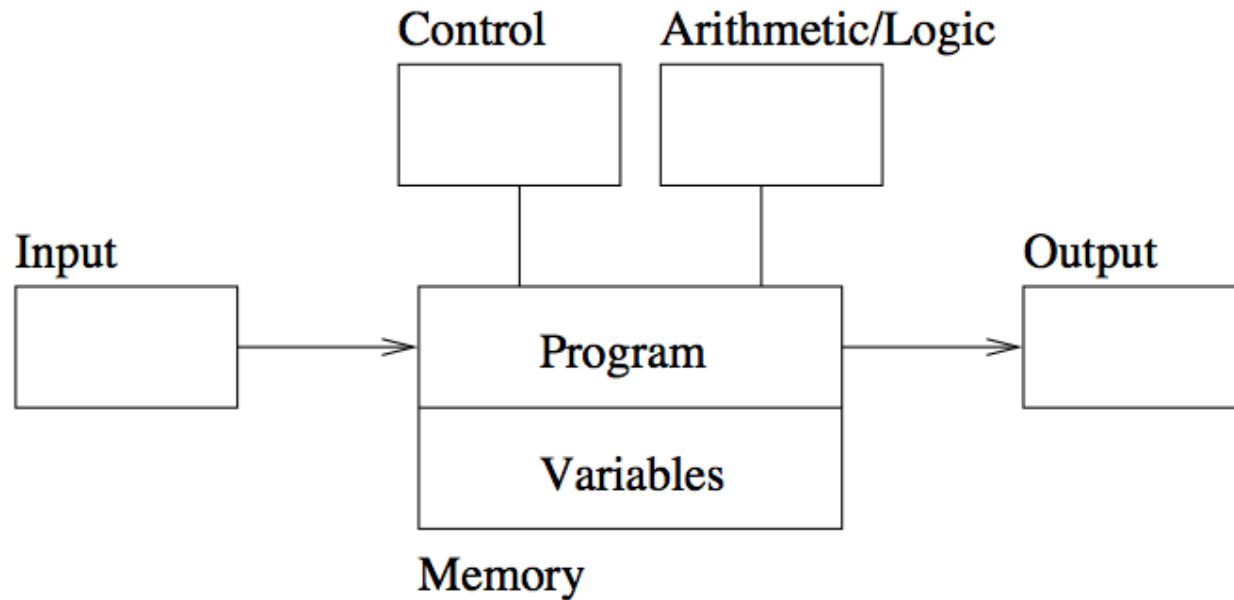 Control
Arithmetic/Logic
Input
Output
Program
Variables
Memory